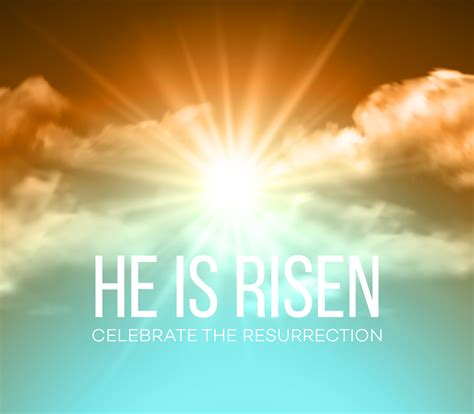 HE IS RISEN
CELEBRATE THE RESURRECTION